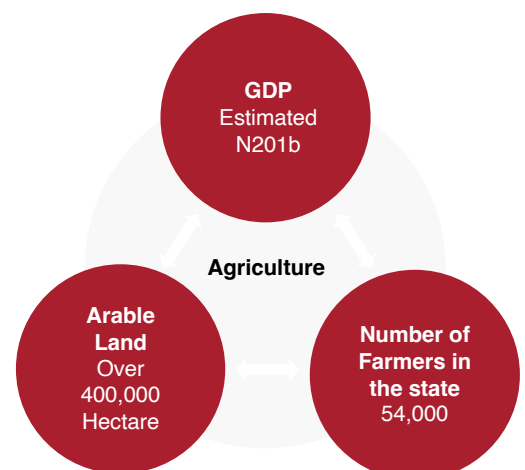 GDP
Estimated
N201b
Agriculture
Arable
Land
Over
400,000
Hectare
Number of
Farmers in
the state
54,000